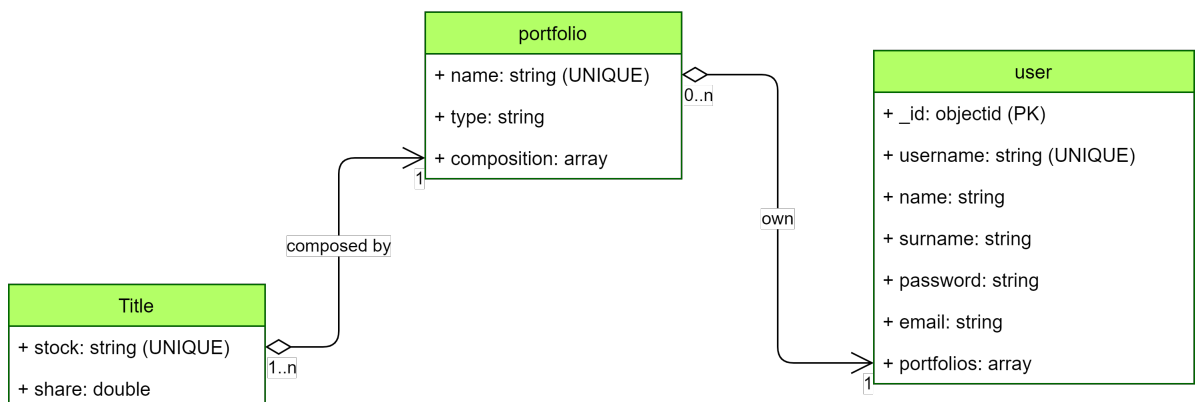 portfolio
+ name: string (UNIQUE)
+ type: string
+ composition: array
0..n
1
own
user
+ _id: objectid (PK)
+ username: string (UNIQUE)
+ name: string
+ surname: string
+ password: string
+ email: string
+ portfolios: array
1
composed by
Title
+ stock: string (UNIQUE)
+ share: double
1..n